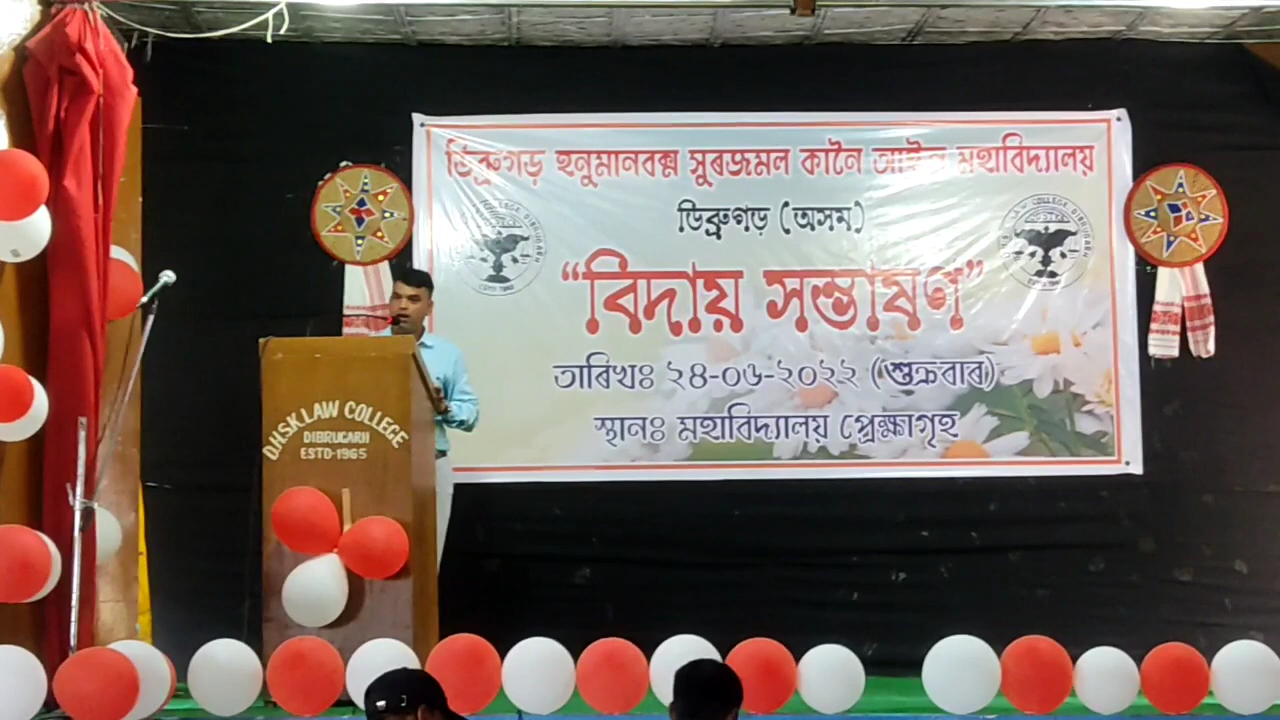 ডিব্ৰুগড় হনুমানবক্স সুৰজমল কানৈ আইন মহাবিদ্যালয়
ডিব্ৰুগড় (অসম)
“বিদায় সম্ভাষণ”
তাৰিখঃ ২৪-০৬-২০২২ (শুক্ৰবাৰ)
স্থানঃ মহাবিদ্যালয় প্ৰেক্ষাগৃহ
D.H.S.K. LAW COLLEGE
DIBRUGARH
ESTD-1965